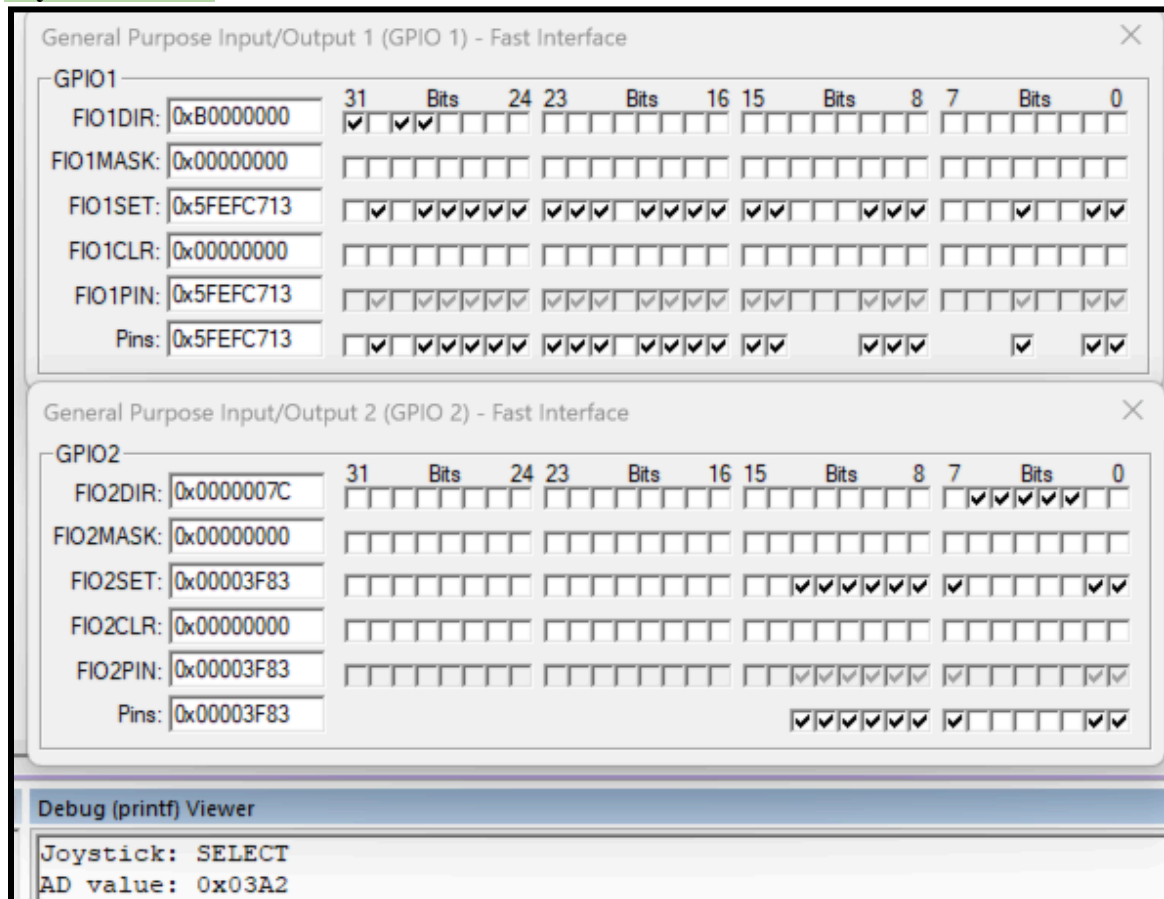 General Purpose Input/Output 1 (GPIO 1) - Fast Interface
GPIO1
31 Bits 24 23 Bits 16 15 Bits 8 7 Bits 0
FIO1DIR: 0xB0000000
FIO1MASK: 0x00000000
FIO1SET: 0x5FEFC713
FIO1CLR: 0x00000000
FIO1PIN: 0x5FEFC713
Pins: 0x5FEFC713
General Purpose Input/Output 2 (GPIO 2) - Fast Interface
GPIO2
31 Bits 24 23 Bits 16 15 Bits 8 7 Bits 0
FIO2DIR: 0x0000007C
FIO2MASK: 0x00000000
FIO2SET: 0x00003F83
FIO2CLR: 0x00000000
FIO2PIN: 0x00003F83
Pins: 0x00003F83
Debug (printf) Viewer
Joystick: SELECT
AD value: 0x03A2